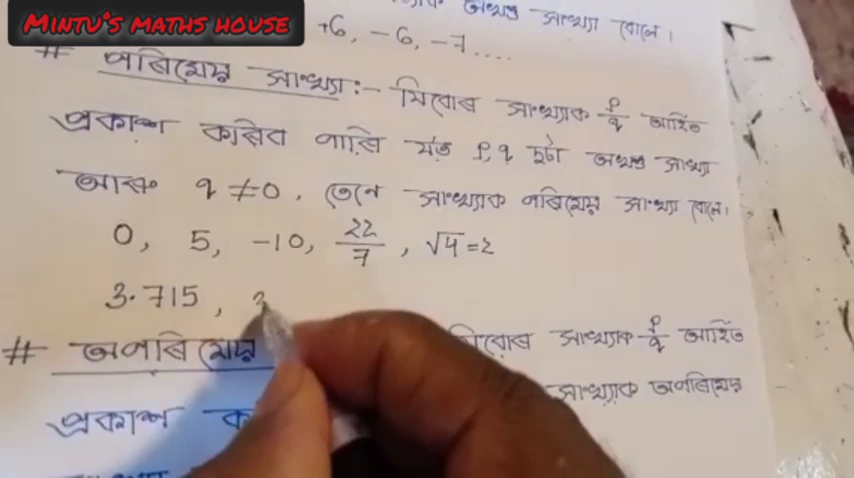 MINTU'S MATHS HOUSE
অখণ্ড সাংখ্যা বোলে।
+6, -6, -7....
# পৰিমেয় সাংখ্যা:- যিবোৰ সাংখ্যাক p/q আৰ্হিত
প্ৰকাশ কৰিব পাৰি য'ত p, q দুটা অখণ্ড সাংখ্যা
আৰু q ≠ 0, তেনে সাংখ্যাক পৰিমেয় সাংখ্যা বোলে।
0, 5, -10, 22/7, √4 = 2
3.715,
# অপৰিমেয় যিবোৰ সাংখ্যাক p/q আৰ্হিত
প্ৰকাশ সাংখ্যাক অপৰিমেয়